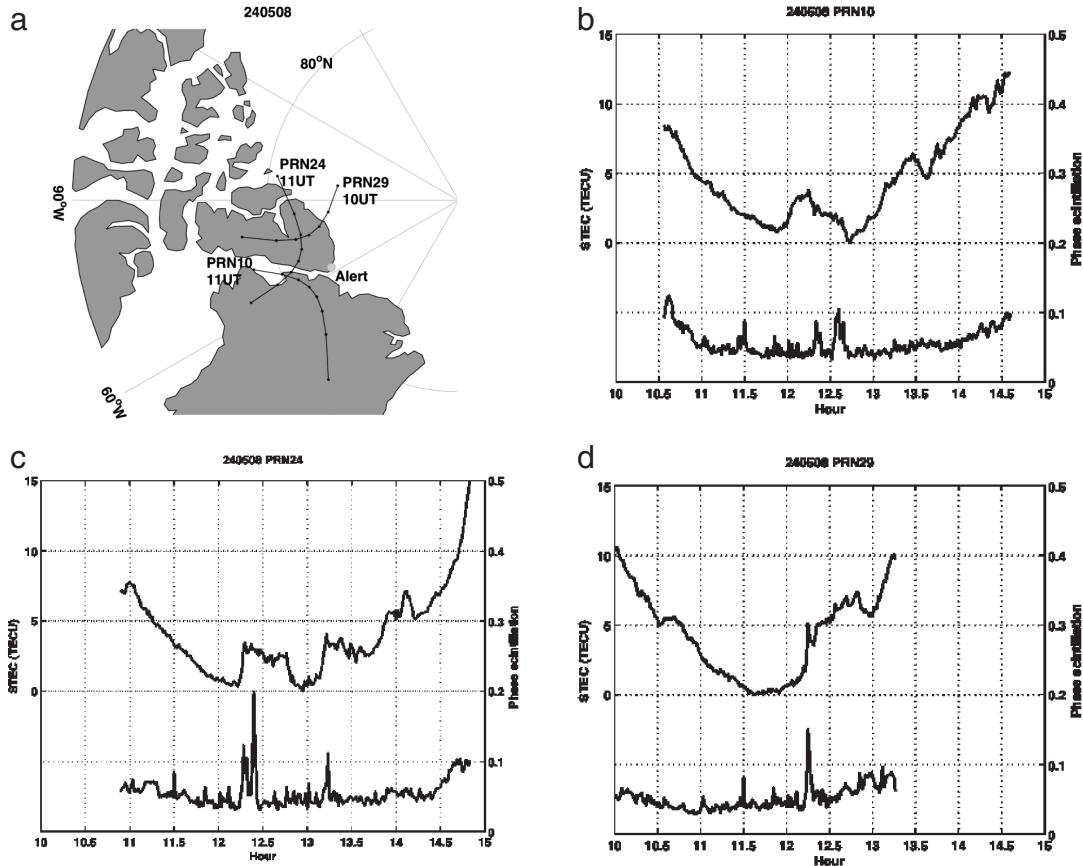 a
240508
80°N
PRN24
11UT
PRN29
10UT
90°W
PRN10
11UT
Alert
60°W
b
240508 PRN10
15
10
5
0
STEC (TECU)
0.5
0.4
0.3
0.2
0.1
0
Phase scintillation
10 10.5 11 11.5 12 12.5 13 13.5 14 14.5 15
Hour
c
240508 PRN24
15
10
5
0
STEC (TECU)
0.5
0.4
0.3
0.2
0.1
0
Phase scintillation
10 10.5 11 11.5 12 12.5 13 13.5 14 14.5 15
Hour
d
240508 PRN29
15
10
5
0
STEC (TECU)
0.5
0.4
0.3
0.2
0.1
0
Phase scintillation
10 10.5 11 11.5 12 12.5 13 13.5 14 14.5 15
Hour